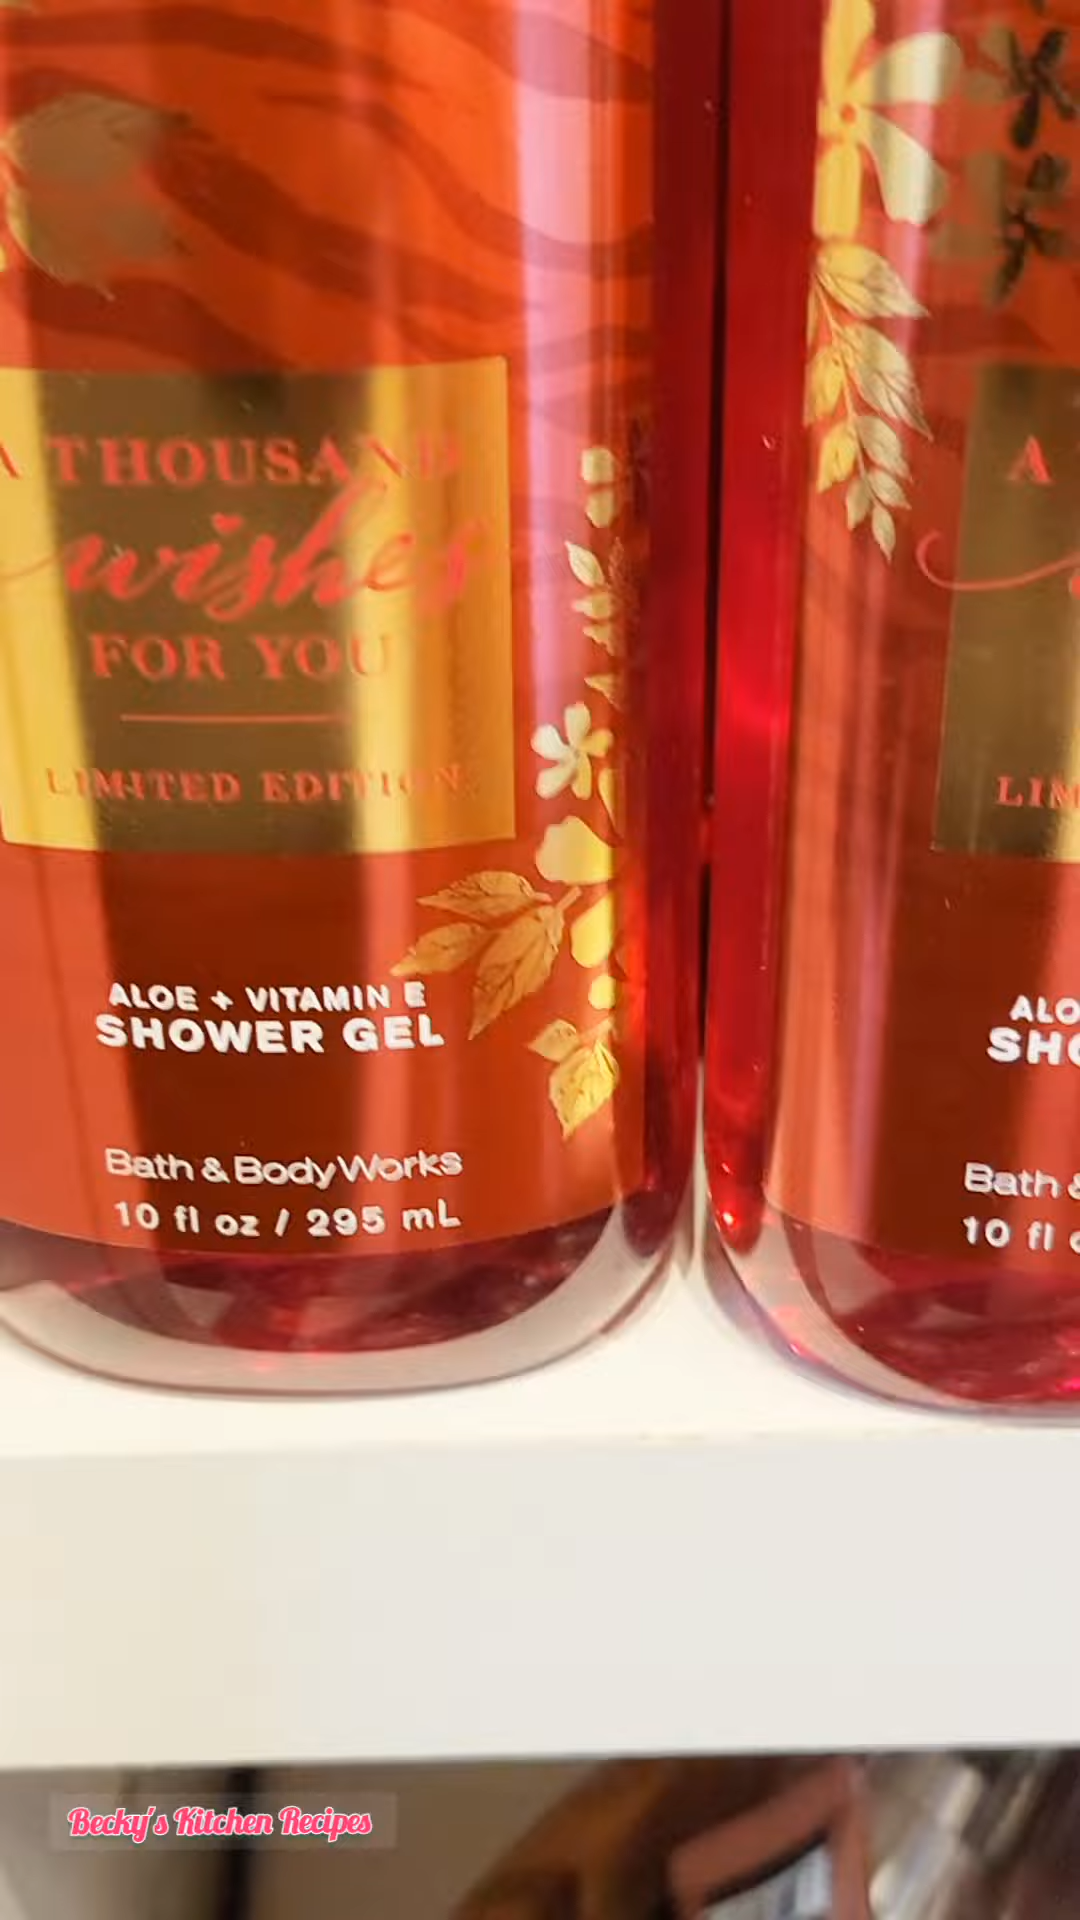 A THOUSAND
wishes
FOR YOU
LIMITED EDITION
ALOE + VITAMIN E
SHOWER GEL
Bath & Body Works
10 fl oz / 295 mL
A
LIM
ALO
SHO
Bath &
10 fl o
Becky's Kitchen Recipes